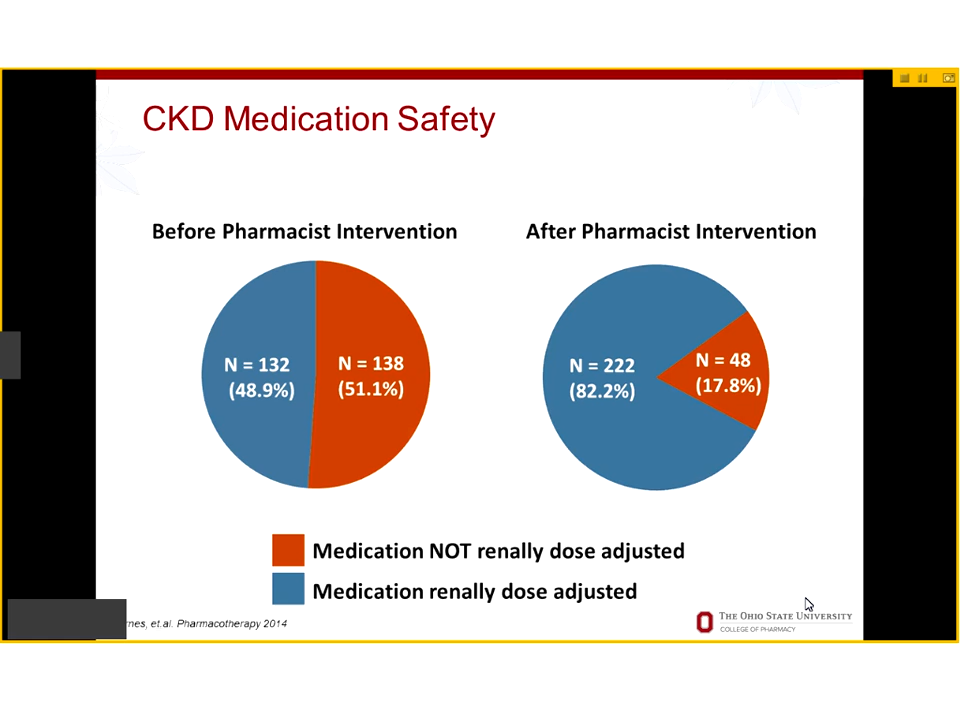 CKD Medication Safety
Before Pharmacist Intervention
After Pharmacist Intervention
N = 132
(48.9%)
N = 138
(51.1%)
N = 222
(82.2%)
N = 48
(17.8%)
Medication NOT renally dose adjusted
Medication renally dose adjusted
et.al. Pharmacotherapy 2014
THE OHIO STATE UNIVERSITY
COLLEGE OF PHARMACY